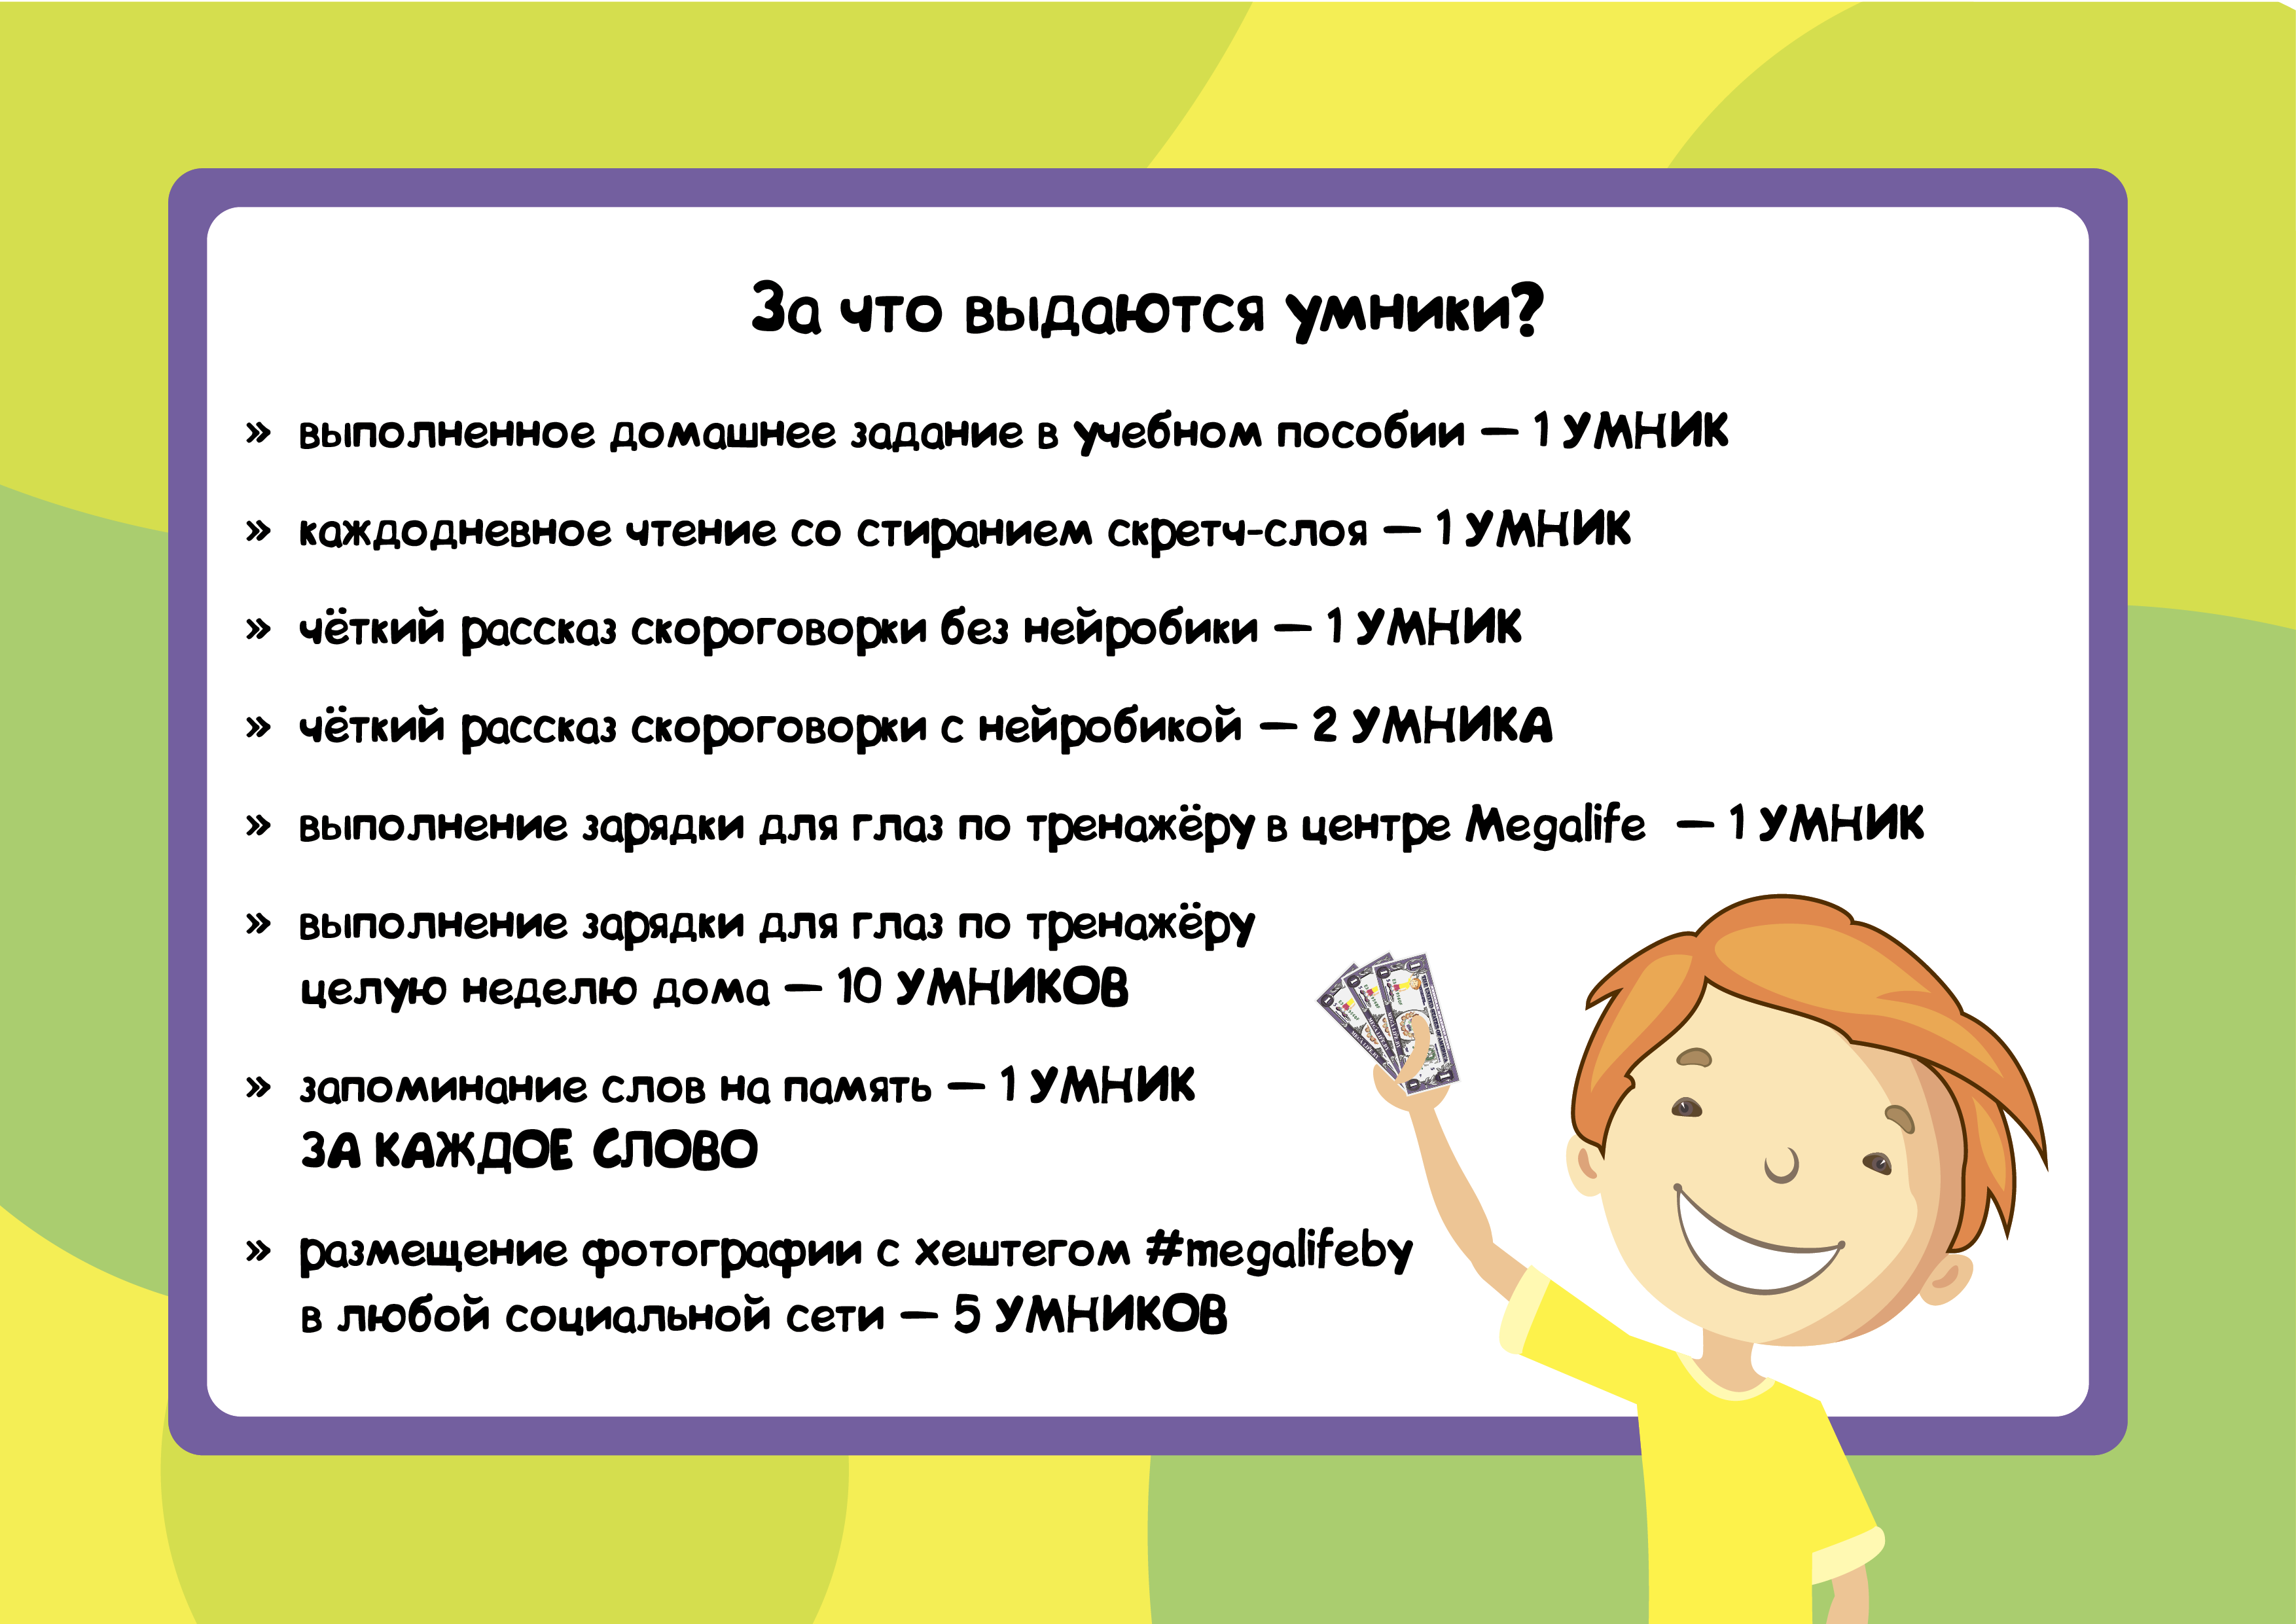 За что выдаются умники?
» выполненное домашнее задание в учебном пособии — 1 УМНИК
» каждодневное чтение со стиранием скретч-слоя — 1 УМНИК
» чёткий рассказ скороговорки без нейробики — 1 УМНИК
» чёткий рассказ скороговорки с нейробикой — 2 УМНИКА
» выполнение зарядки для глаз по тренажёру в центре Megalife — 1 УМНИК
» выполнение зарядки для глаз по тренажёру
целую неделю дома — 10 УМНИКОВ
» запоминание слов на память — 1 УМНИК
ЗА КАЖДОЕ СЛОВО
» размещение фотографии с хештегом #megalifeby
в любой социальной сети — 5 УМНИКОВ